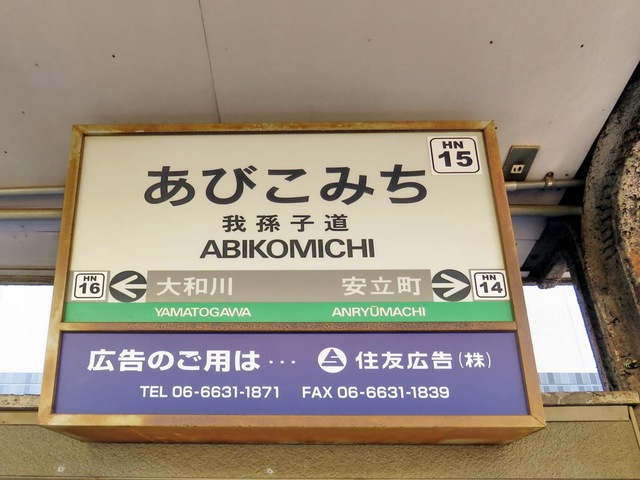 HN
15
あびこみち
我孫子道
ABIKOMICHI
HN
16
大和川
安立町
HN
14
YAMATOGAWA
ANRYŪMACHI
広告のご用は・・・ 住友広告(株)
TEL 06-6631-1871 FAX 06-6631-1839